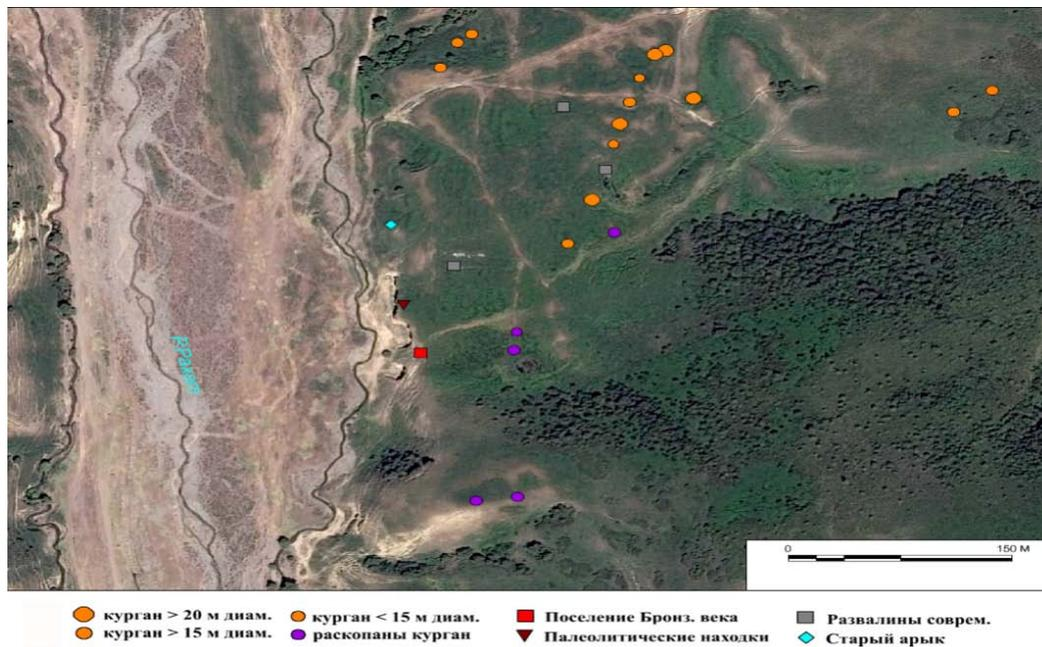 0 150 М
курган > 20 м диам.
курган < 15 м диам.
Поселение Бронз. века
Развалины соврем.
курган > 15 м диам.
раскопаны курган
Палеолитические находки
Старый арык